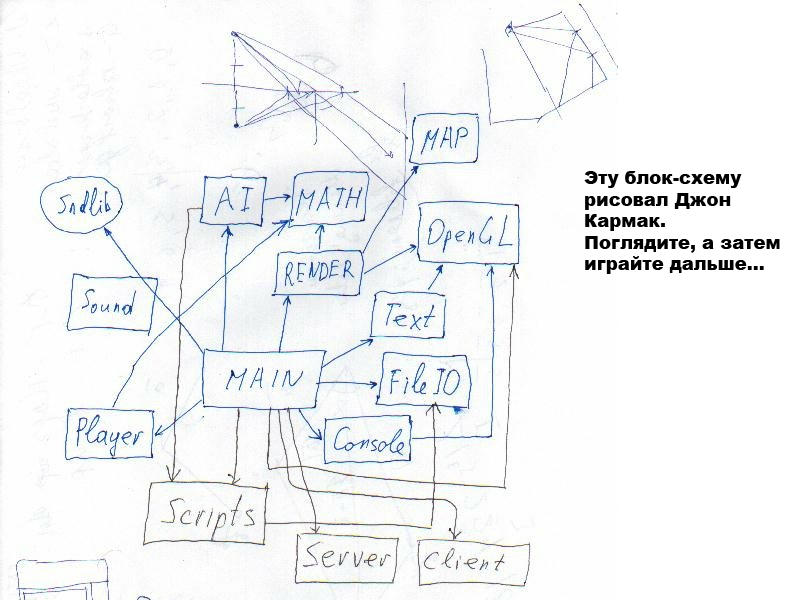 MAP
Sndlib
AI
MATH
OpenGL
RENDER
Sound
Text
MAIN
FileIO
Player
Console
Scripts
Server
Client
Эту блок-схему
рисовал Джон
Кармак.
Поглядите, а затем
играйте дальше...